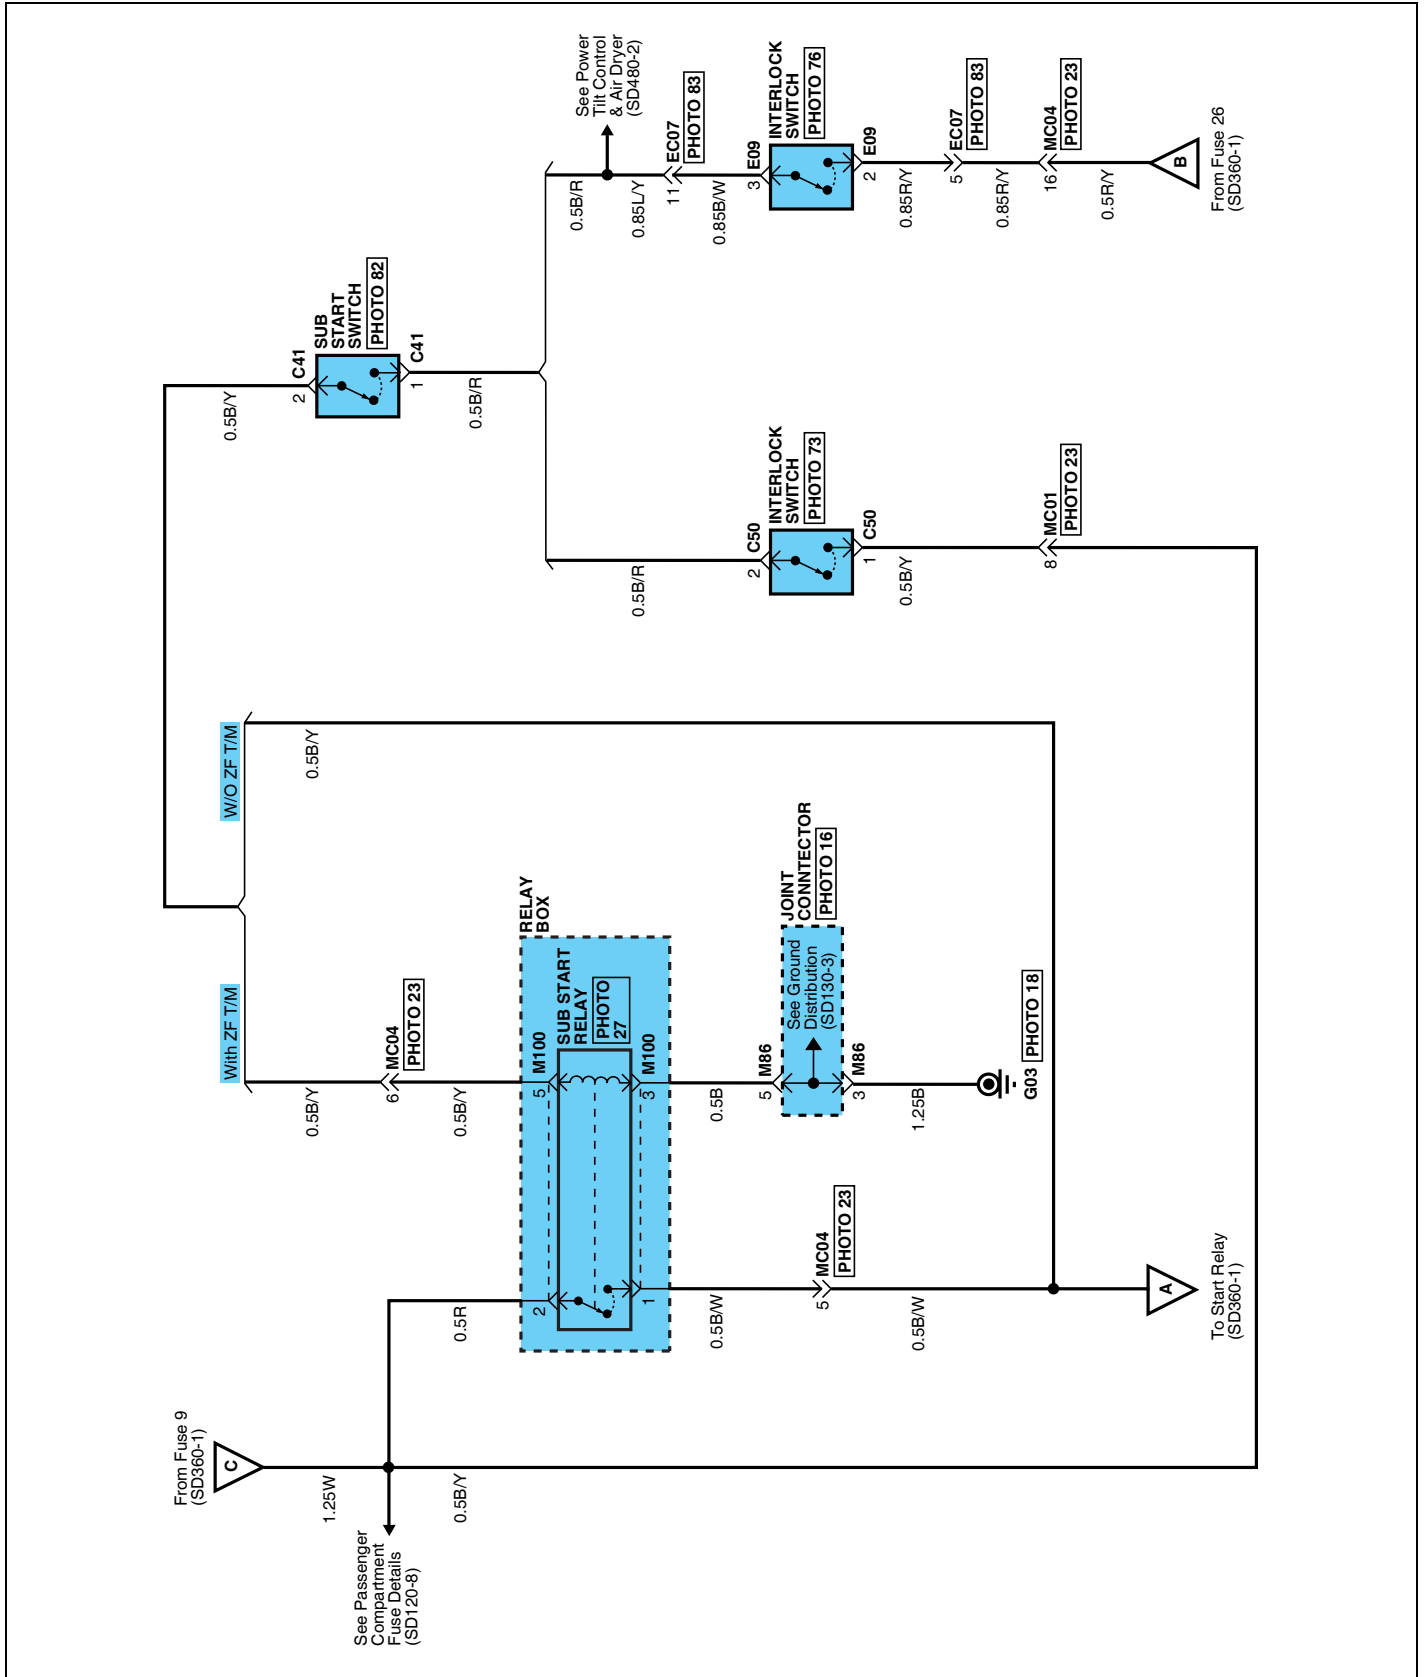 From Fuse 9
(SD360-1)
C
1.25W
See Passenger
Compartment
Fuse Details
(SD120-8)
0.5B/Y
0.5R
With ZF T/M
W/O ZF T/M
0.5B/Y
6
MC04
PHOTO 23
0.5B/Y
0.5B/Y
RELAY
BOX
SUB START
RELAY
PHOTO
27
2
5
M100
1
3
M100
0.5B/W
0.5B
5
MC04
PHOTO 23
0.5B/W
5
M86
JOINT
CONNTECTOR
PHOTO 16
See Ground
Distribution
(SD130-3)
3
M86
1.25B
G03
PHOTO 18
A
To Start Relay
(SD360-1)
0.5B/Y
2
C41
SUB
START
SWITCH
PHOTO 82
1
C41
0.5B/R
0.5B/R
2
C50
INTERLOCK
SWITCH
PHOTO 73
1
C50
0.5B/Y
8
MC01
PHOTO 23
0.5B/R
See Power
Tilt Control
& Air Dryer
(SD480-2)
0.85L/Y
11
EC07
PHOTO 83
0.85B/W
3
E09
INTERLOCK
SWITCH
PHOTO 76
2
E09
0.85R/Y
5
EC07
PHOTO 83
0.85R/Y
16
MC04
PHOTO 23
0.5R/Y
B
From Fuse 26
(SD360-1)